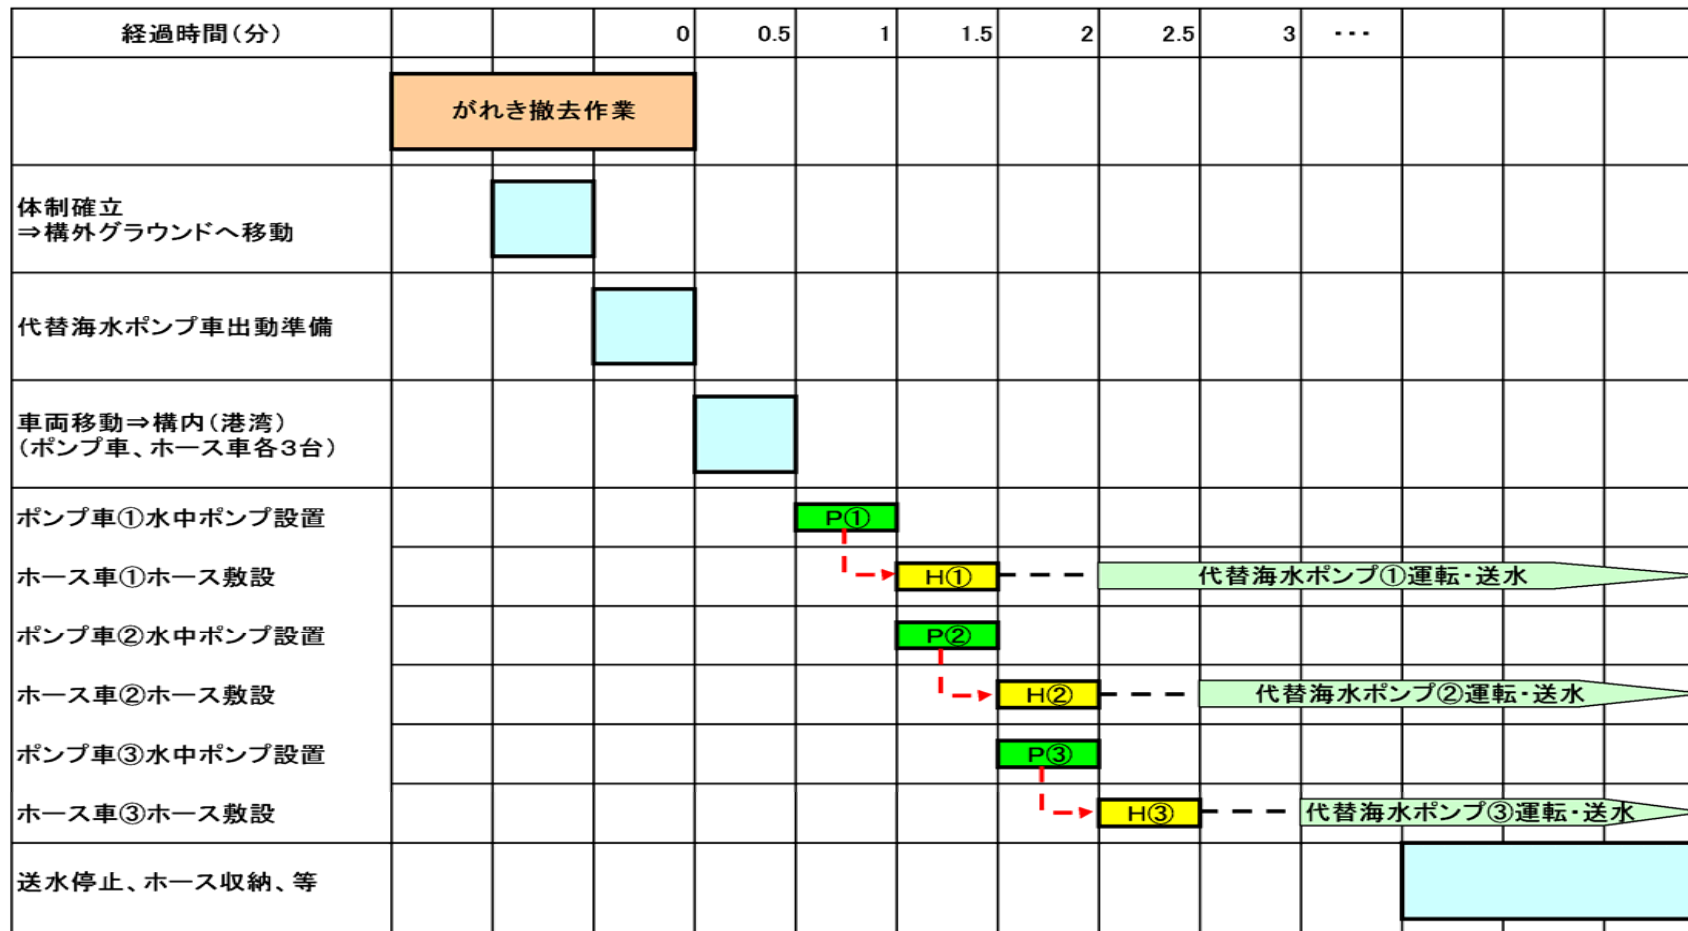 経過時間(分) 0 0.5 1 1.5 2 2.5 3 ･･･
がれき撤去作業
体制確立
⇒構外グラウンドへ移動
代替海水ポンプ車出動準備
車両移動⇒構内(港湾)
(ポンプ車、ホース車各3台)
ポンプ車①水中ポンプ設置 P①
ホース車①ホース敷設 H① 代替海水ポンプ①運転･送水
ポンプ車②水中ポンプ設置 P②
ホース車②ホース敷設 H② 代替海水ポンプ②運転･送水
ポンプ車③水中ポンプ設置 P③
ホース車③ホース敷設 H③ 代替海水ポンプ③運転･送水
送水停止、ホース収納、等